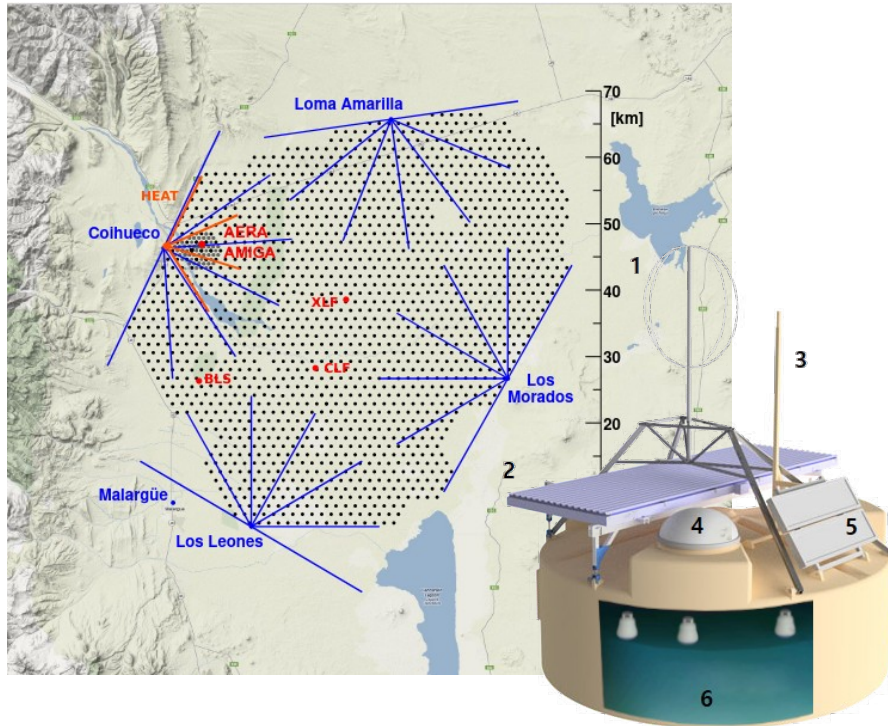 70
[km]
60
50
40
30
20
Loma Amarilla
HEAT
Coihueco
AERA
AMIGA
XLF
CLF
BLS
Los
Morados
Malargüe
Los Leones
1
2
3
4
5
6